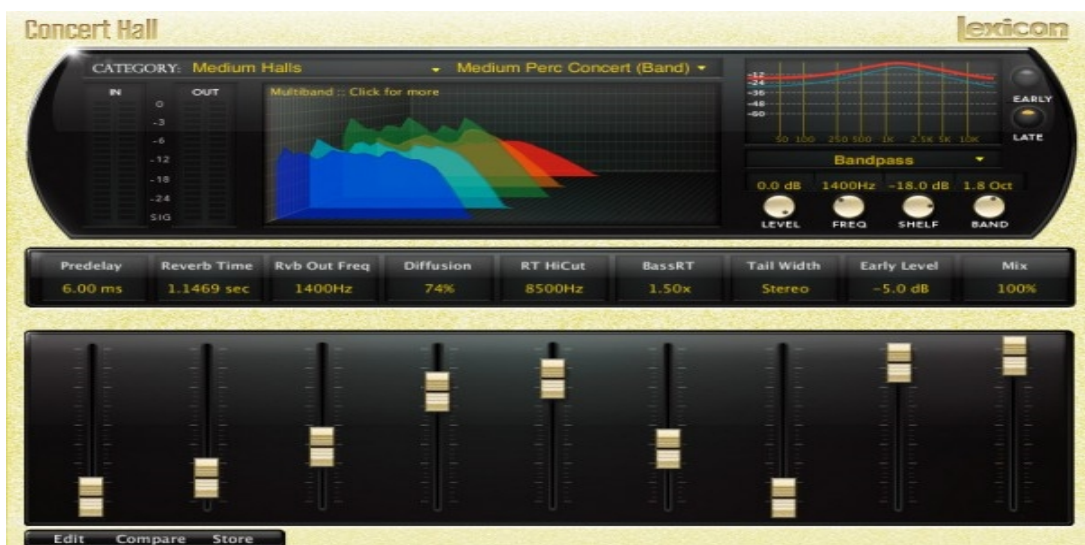 Concert Hall
lexicon
CATEGORY: Medium Halls Medium Perc Concert (Band)
IN OUT
0
-3
-6
-12
-18
-24
SIG
Multiband :: Click for more
-12
-24
-36
-48
-60
50 100 250 500 1K 2.5K 5K 10K
EARLY
LATE
Bandpass
0.0 dB 1400Hz -18.0 dB 1.8 Oct
LEVEL FREQ SHELF BAND
Predelay Reverb Time Rvb Out Freq Diffusion RT HiCut BassRT Tail Width Early Level Mix
6.00 ms 1.1469 sec 1400Hz 74% 8500Hz 1.50x Stereo -5.0 dB 100%
Edit Compare Store